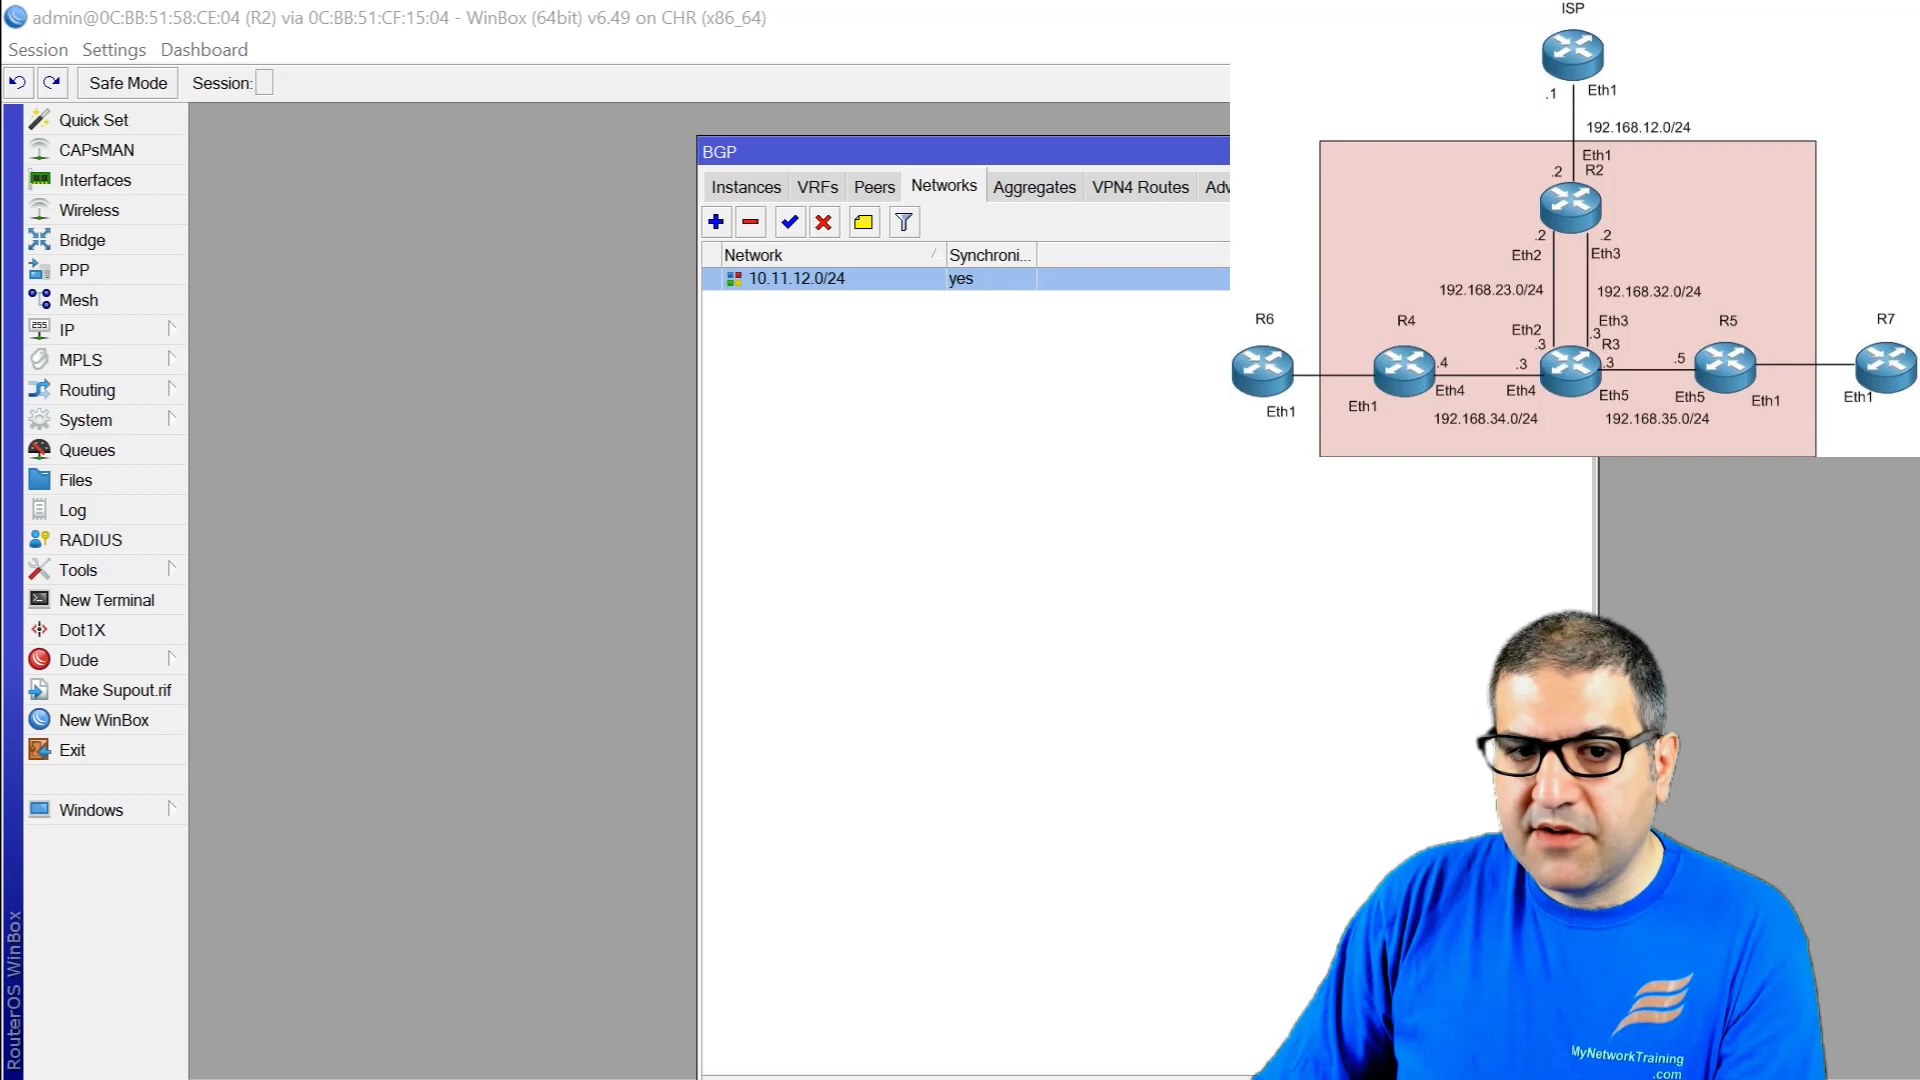 admin@0C:BB:51:58:CE:04 (R2) via 0C:BB:51:CF:15:04 - WinBox (64bit) v6.49 on CHR (x86_64)
Session Settings Dashboard
Safe Mode Session:
Quick Set
CAPsMAN
Interfaces
Wireless
Bridge
PPP
Mesh
IP
MPLS
Routing
System
Queues
Files
Log
RADIUS
Tools
New Terminal
Dot1X
Dude
Make Supout.rif
New WinBox
Exit
Windows
RouterOS WinBox
BGP
Instances VRFs Peers Networks Aggregates VPN4 Routes Adv
Network Synchroni...
10.11.12.0/24 yes
ISP
.1 Eth1
192.168.12.0/24
Eth1
.2 R2
.2 .2
Eth2 Eth3
192.168.23.0/24 192.168.32.0/24
R6 R4 Eth2 Eth3 R5 R7
.3 .3 R3
.4 .3 .3 .5
Eth1 Eth1 Eth4 Eth4 Eth5 Eth5 Eth1 Eth1
192.168.34.0/24 192.168.35.0/24
255
MyNetworkTraining
.com